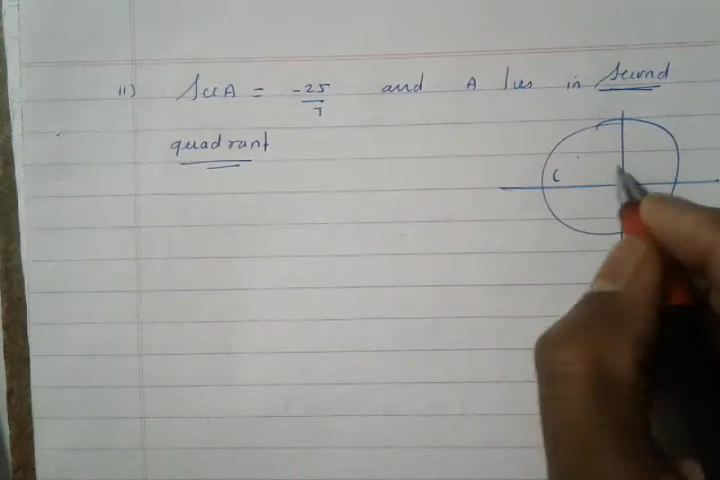 11) SecA = -25/7 and A lies in Second
quadrant
(